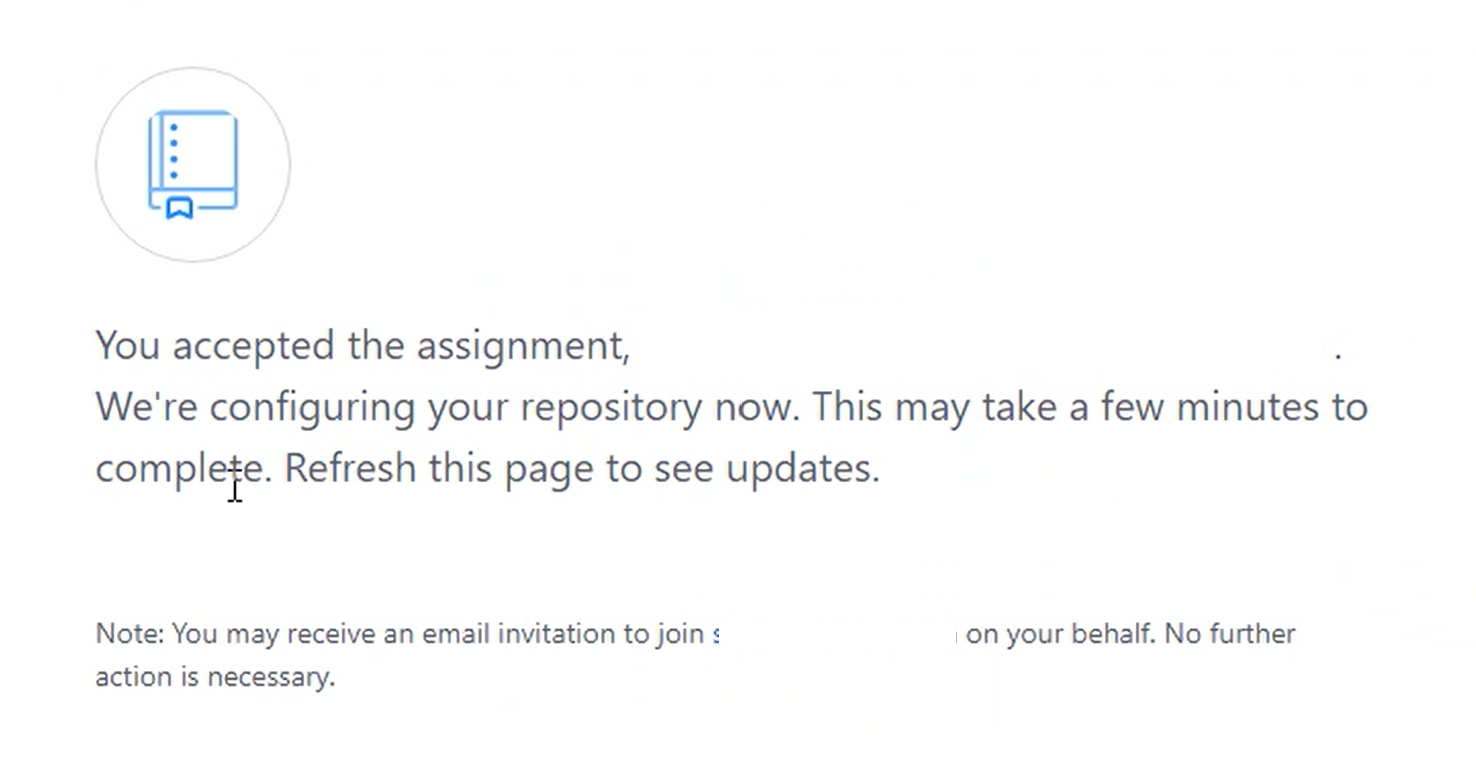 You accepted the assignment, .
We're configuring your repository now. This may take a few minutes to
complete. Refresh this page to see updates.
Note: You may receive an email invitation to join on your behalf. No further
action is necessary.